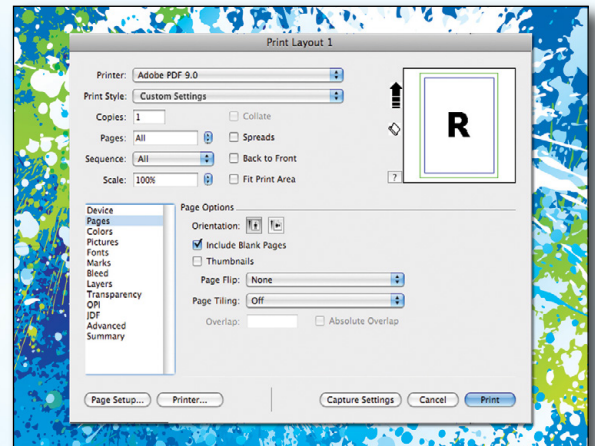 Print Layout 1
Printer: Adobe PDF 9.0
Print Style: Custom Settings
Copies: 1 Collate
Pages: All Spreads
Sequence: All Back to Front
Scale: 100% Fit Print Area
R
?
Device
Pages
Colors
Pictures
Fonts
Marks
Bleed
Layers
Transparency
OPI
JDF
Advanced
Summary
Page Options
Orientation:
Include Blank Pages
Thumbnails
Page Flip: None
Page Tiling: Off
Overlap: Absolute Overlap
Page Setup... Printer... Capture Settings Cancel Print